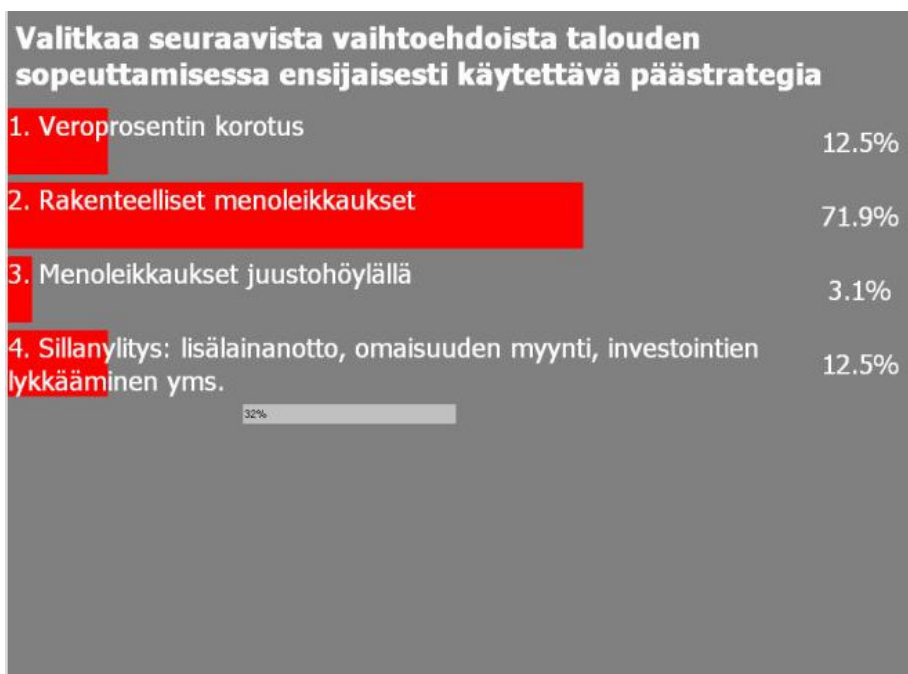 Valitkaa seuraavista vaihtoehdoista talouden
sopeuttamisessa ensijaisesti käytettävä päästrategia
1. Veroprosentin korotus
12.5%
2. Rakenteelliset menoleikkaukset
71.9%
3. Menoleikkaukset juustohöylällä
3.1%
4. Sillanylitys: lisälainanotto, omaisuuden myynti, investointien
lykkääminen yms.
12.5%
32%